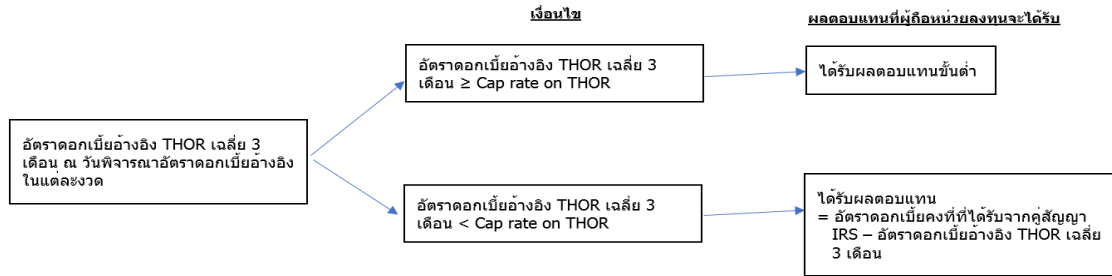 เงื่อนไข
ผลตอบแทนที่ผู้ถือหน่วยลงทุนจะได้รับ
อัตราดอกเบี้ยอ้างอิง THOR เฉลี่ย 3
เดือน ≥ Cap rate on THOR
ได้รับผลตอบแทนขั้นต่ำ
อัตราดอกเบี้ยอ้างอิง THOR เฉลี่ย 3
เดือน ณ วันพิจารณาอัตราดอกเบี้ยอ้างอิง
ในแต่ละงวด
อัตราดอกเบี้ยอ้างอิง THOR เฉลี่ย 3
เดือน < Cap rate on THOR
ได้รับผลตอบแทน
= อัตราดอกเบี้ยคงที่ที่ได้รับจากคู่สัญญา
IRS – อัตราดอกเบี้ยอ้างอิง THOR เฉลี่ย
3 เดือน